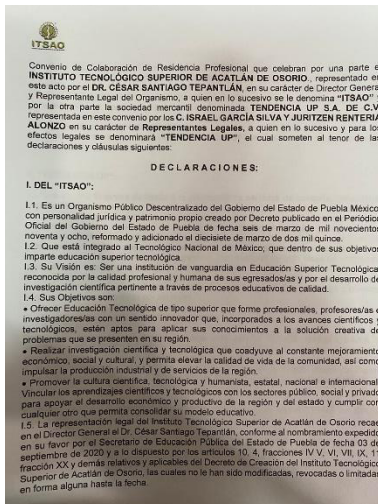 ITSAO
Convenio de Colaboración de Residencia Profesional que celebran por una parte e
INSTITUTO TECNOLÓGICO SUPERIOR DE ACATLÁN DE OSORIO., representado en
este acto por el DR. CÉSAR SANTIAGO TEPANTLÁN, en su carácter de Director Genera
y Representante Legal del Organismo, a quien en lo sucesivo se le denomina "ITSAO" y
por la otra parte la sociedad mercantil denominada TENDENCIA UP S.A. DE C.V
representada en este convenio por los C. ISRAEL GARCÍA SILVA Y JURITZEN RENTERIA
ALONZO en su carácter de Representantes Legales, a quien en lo sucesivo y para los
efectos legales se denominará "TENDENCIA UP", el cual someten al tenor de las
declaraciones y cláusulas siguientes:
DECLARACIONES:
I. DEL "ITSAO":
I.1. Es un Organismo Público Descentralizado del Gobierno del Estado de Puebla México
con personalidad jurídica y patrimonio propio creado por Decreto publicado en el Periódic
Oficial del Gobierno del Estado de Puebla de fecha seis de marzo de mil noveciento
noventa y ocho, reformado y adicionado el diecisiete de marzo de dos mil quince.
I.2. Que está integrado al Tecnológico Nacional de México; que dentro de sus objetivo
imparte educación superior tecnológica.
I.3. Su Visión es: Ser una institución de vanguardia en Educación Superior Tecnológica
reconocida por la calidad profesional y humana de sus egresados/as y por el desarrollo de
investigación científica pertinente a través de procesos educativos de calidad.
I.4. Sus Objetivos son:
• Ofrecer Educación Tecnológica de tipo superior que forme profesionales, profesores/as e
investigadores/as con un sentido innovador que, incorporados a los avances científicos y
tecnológicos, estén aptos para aplicar sus conocimientos a la solución creativa de
problemas que se presenten en su región.
• Realizar investigación científica y tecnológica que coadyuve al constante mejoramiento
económico, social y cultural, y permita elevar la calidad de vida de la comunidad, así como
impulsar la producción industrial y de servicios de la región.
• Promover la cultura científica, tecnológica y humanista, estatal, nacional e internacional
Vincular los aprendizajes científicos y tecnológicos con los sectores público, social y privado
para apoyar el desarrollo económico y productivo de la región y del estado y cumplir con
cualquier otro que permita consolidar su modelo educativo.
I.5. La representación legal del Instituto Tecnológico Superior de Acatlán de Osorio recae
en el Director General el Dr. César Santiago Tepantlán, conforme al nombramiento expedido
en su favor por el Secretario de Educación Pública del Estado de Puebla de fecha 03 de
septiembre de 2020 y a lo dispuesto por los artículos 10, 4, fracciones IV V, VI, VII, IX, 11
fracción XX y demás relativos y aplicables del Decreto de Creación del Instituto Tecnológico
Superior de Acatlán de Osorio, las cuales no le han sido modificadas, revocadas o limitadas
en forma alguna hasta la fecha.